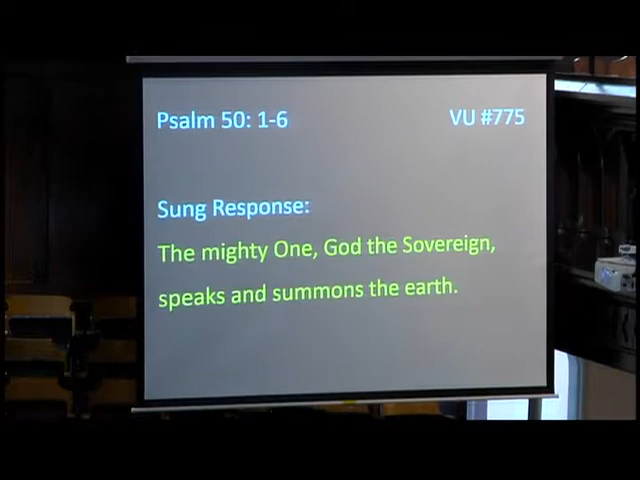 Psalm 50: 1-6 VU #775
Sung Response:
The mighty One, God the Sovereign,
speaks and summons the earth.